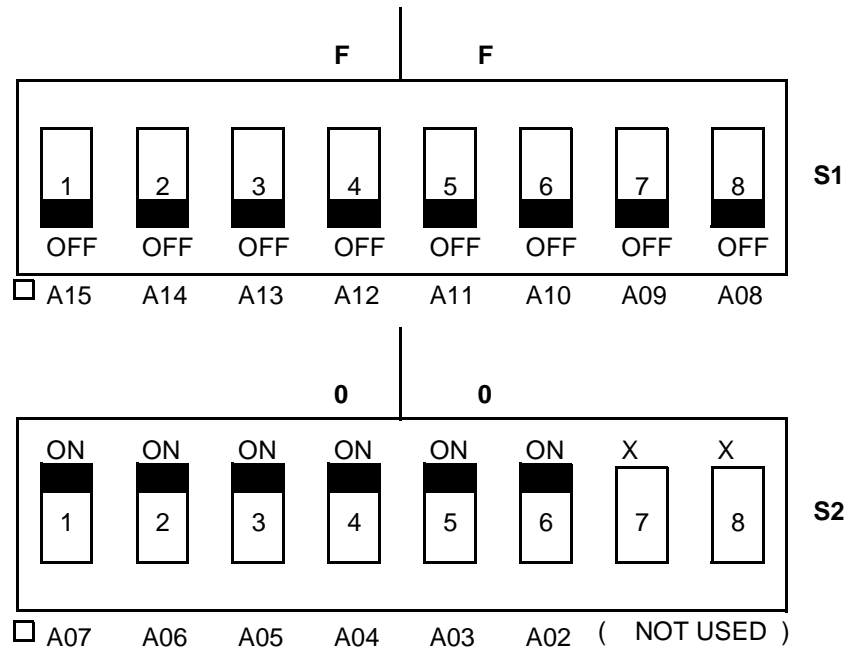 F F
1 2 3 4 5 6 7 8 S1
OFF OFF OFF OFF OFF OFF OFF OFF
A15 A14 A13 A12 A11 A10 A09 A08
0 0
ON ON ON ON ON ON X X
1 2 3 4 5 6 7 8 S2
A07 A06 A05 A04 A03 A02 ( NOT USED )